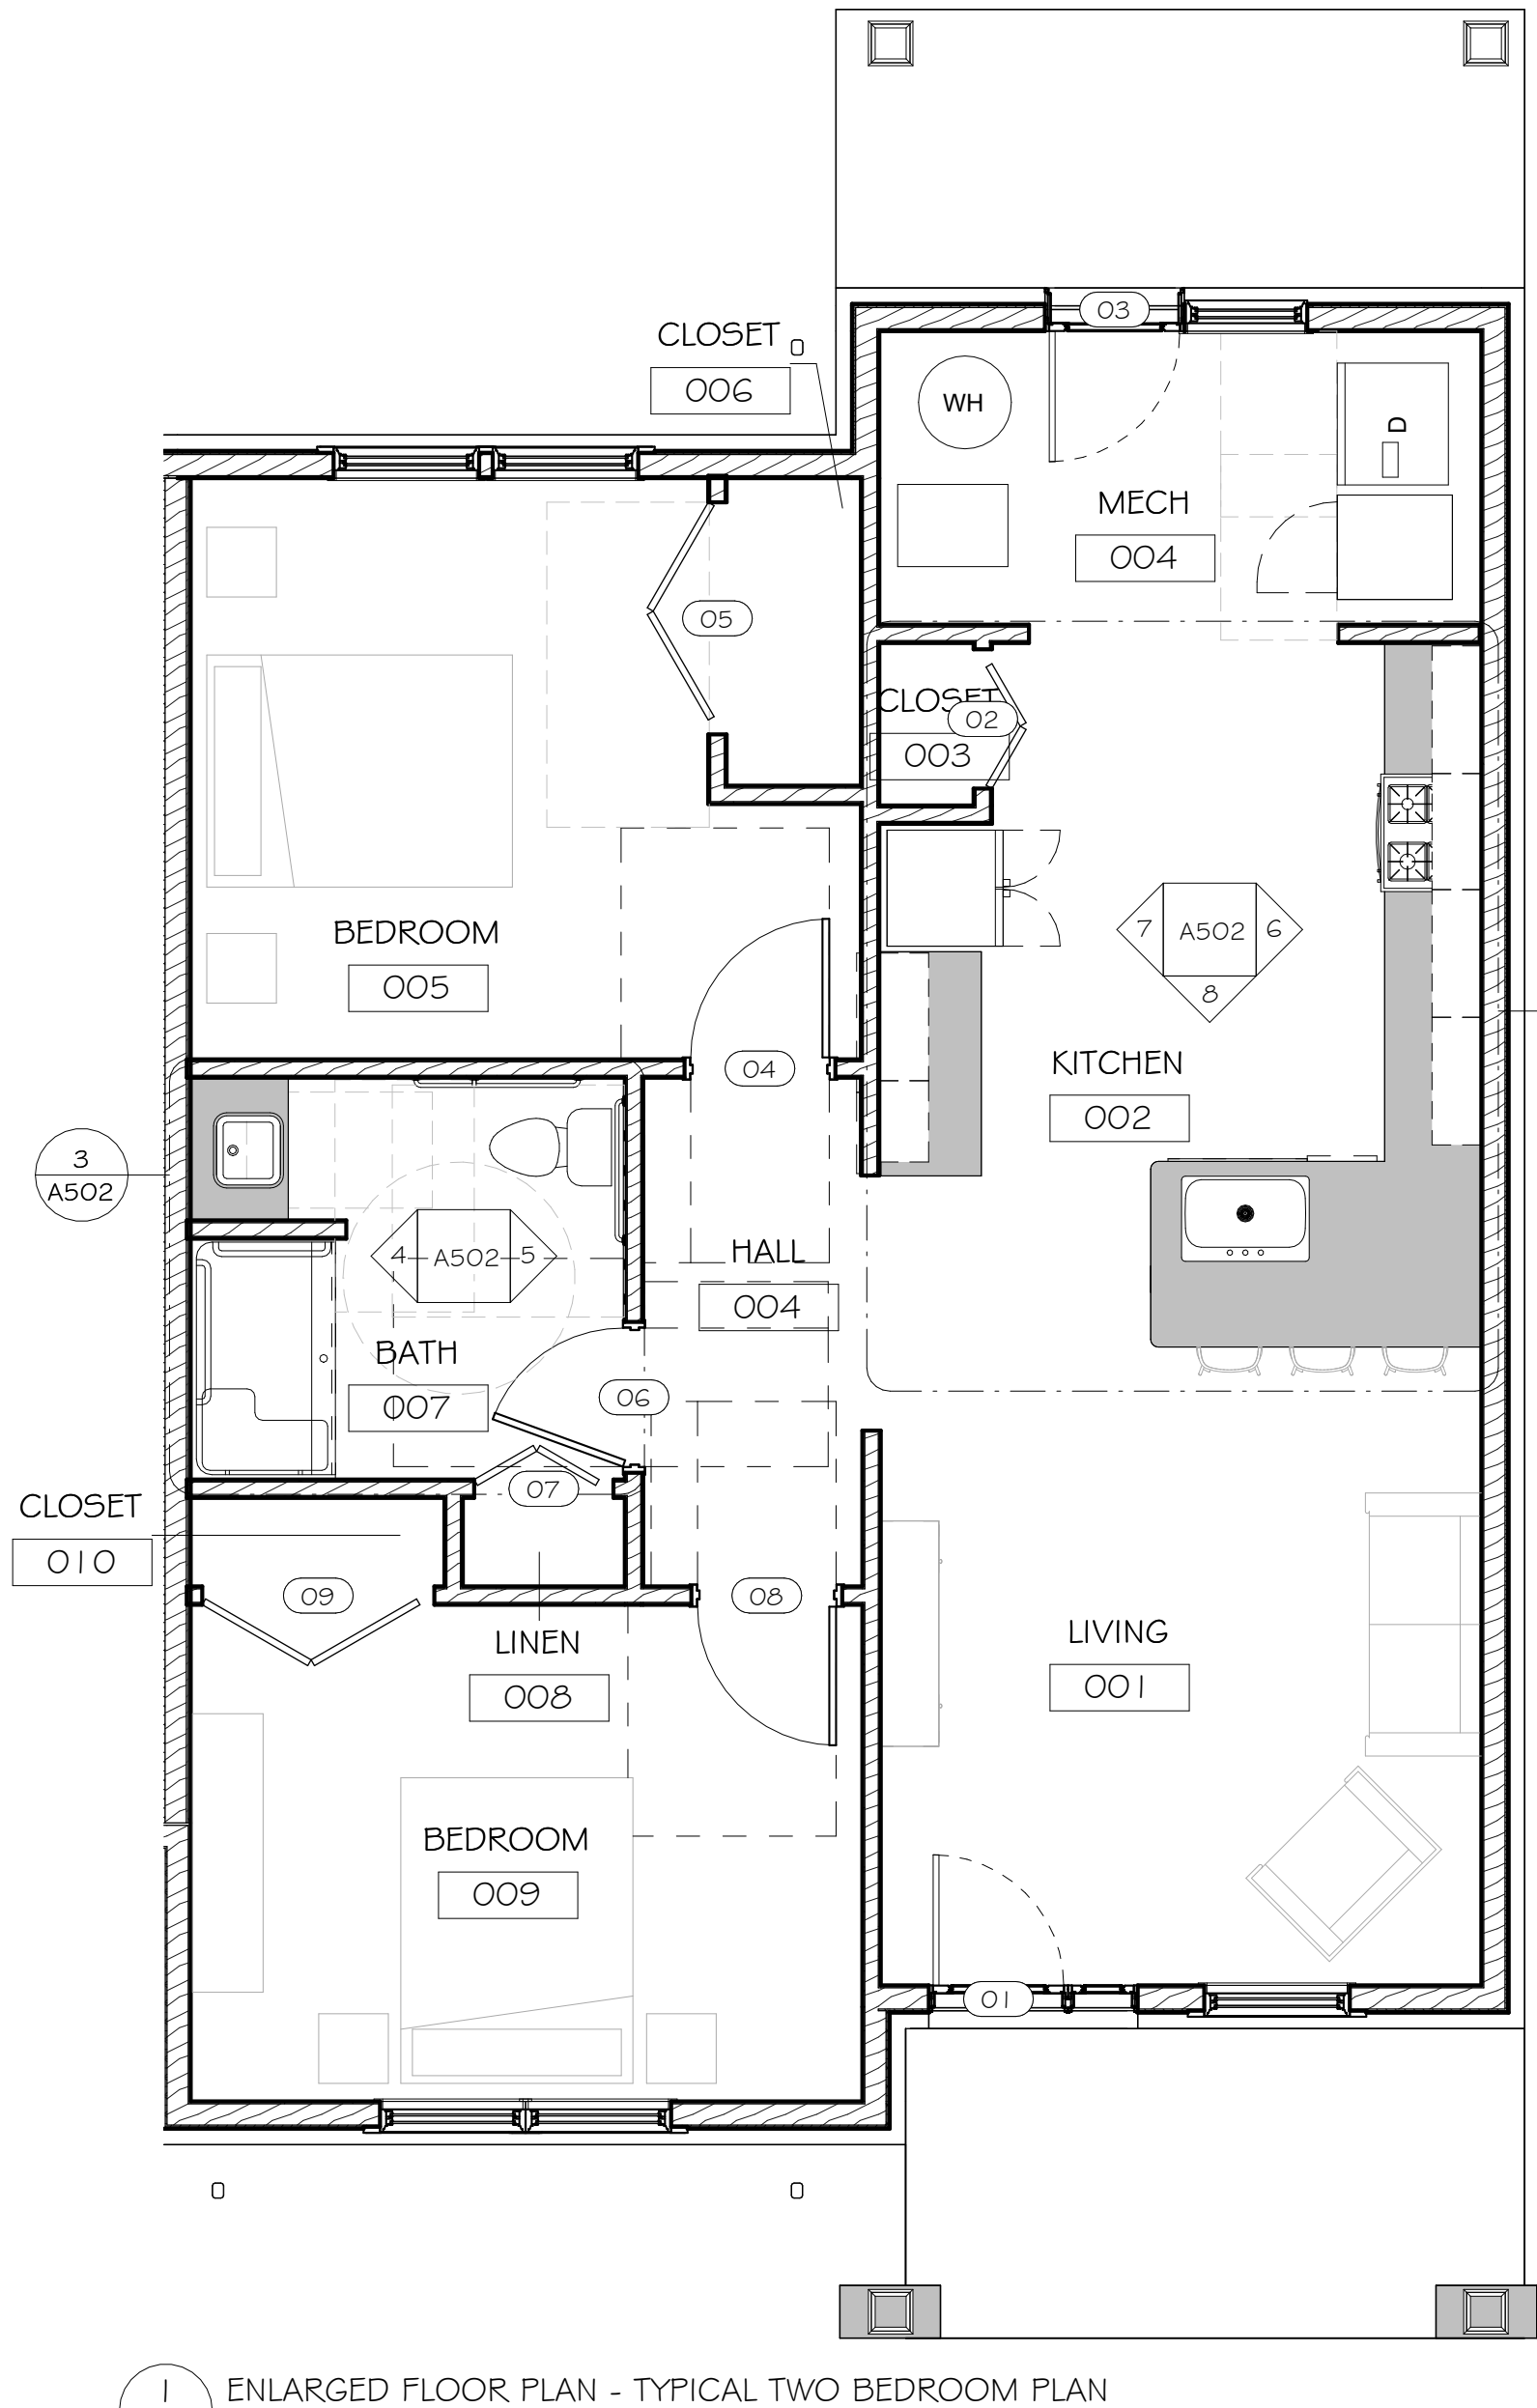 03
CLOSET
006
WH
D
MECH
004
05
CLOSET
02
003
BEDROOM
005
7 A502 6
8
04
KITCHEN
002
3
A502
HALL
004
4 A502 5
BATH
007
06
07
CLOSET
010
09
08
LINEN
008
LIVING
001
BEDROOM
009
01
1
ENLARGED FLOOR PLAN - TYPICAL TWO BEDROOM PLAN